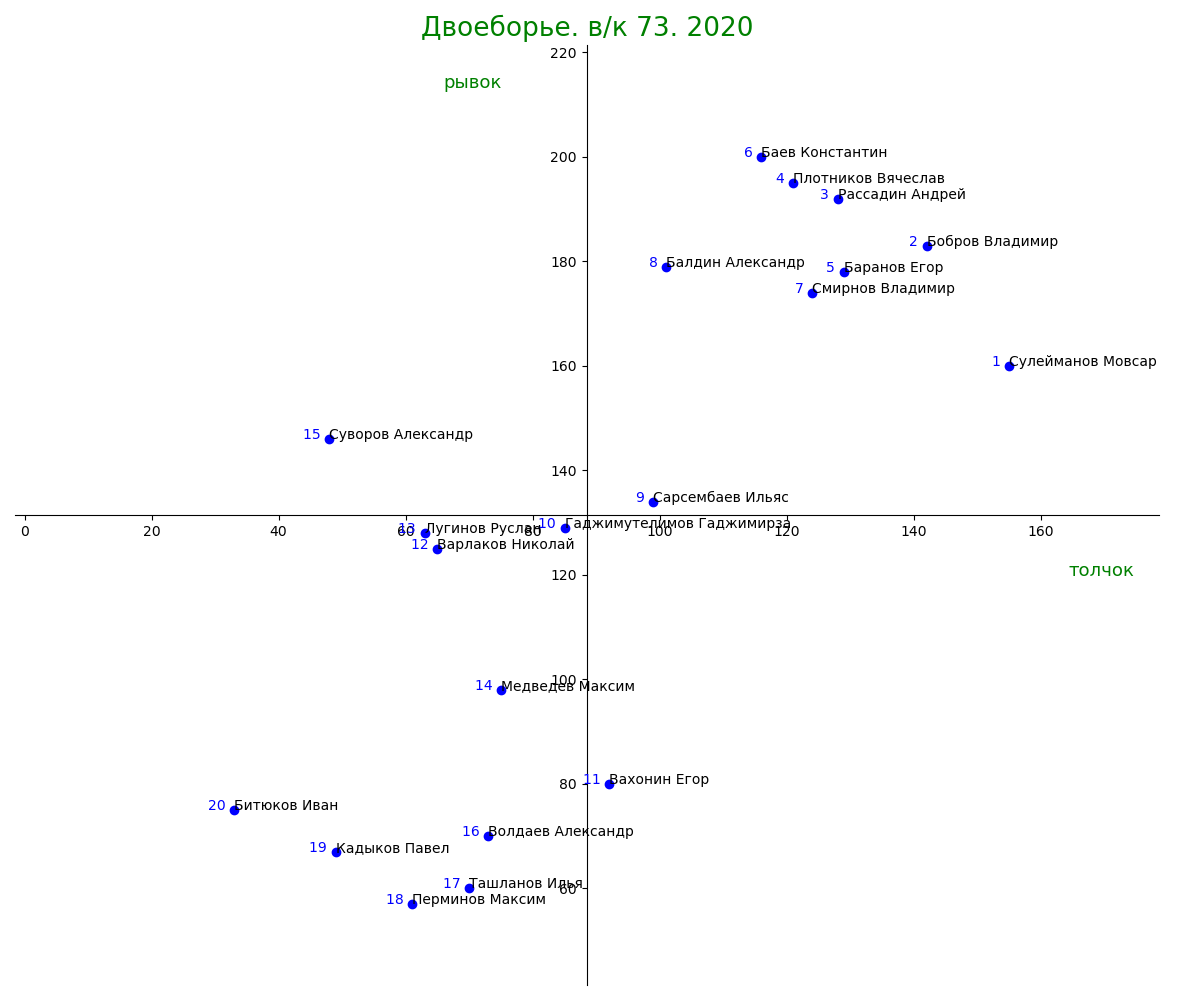 Двоеборье. в/к 73. 2020
220
рывок
200
6 Баев Константин
4 Плотников Вячеслав
3 Рассадин Андрей
2 Бобров Владимир
180
8 Балдин Александр
5 Баранов Егор
7 Смирнов Владимир
160
1 Сулейманов Мовсар
15 Суворов Александр
140
9 Сарсембаев Ильяс
10 Гаджимутелимов Гаджимирза
13 Лугинов Руслан
0 20 40 60 80 100 120 140 160
12 Варлаков Николай
120
толчок
100
14 Медведев Максим
80
11 Вахонин Егор
20 Битюков Иван
16 Волдаев Александр
19 Кадыков Павел
17 Ташланов Илья
60
18 Перминов Максим